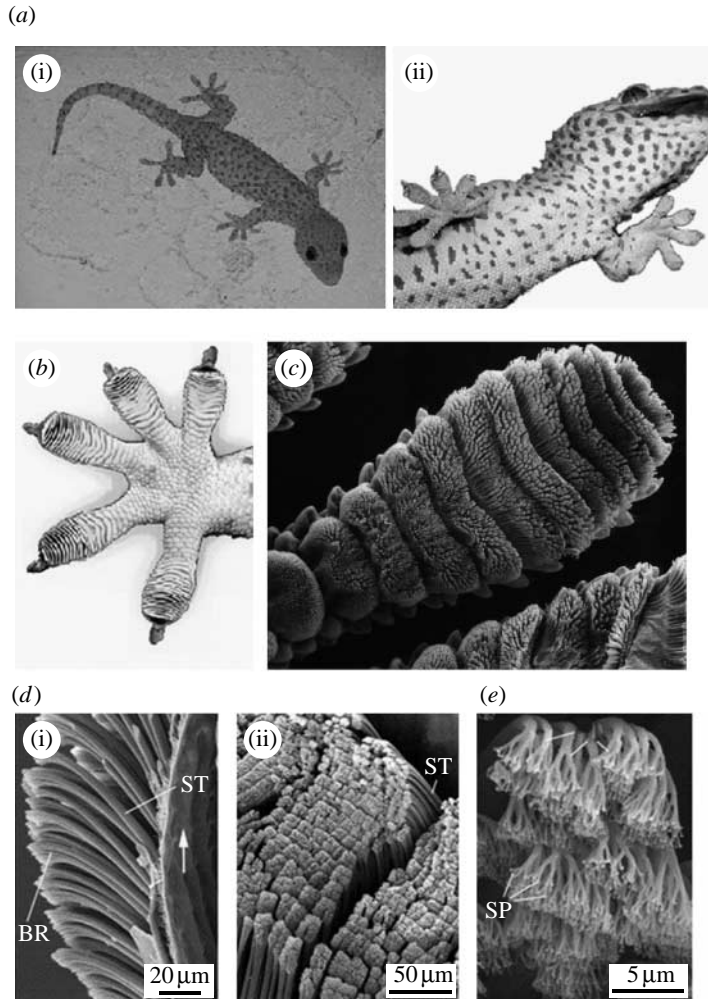 (a)
(i)
(ii)
(b)
(c)
(d)
(e)
(i)
ST
BR
20 μm
(ii)
ST
50 μm
SP
5 μm